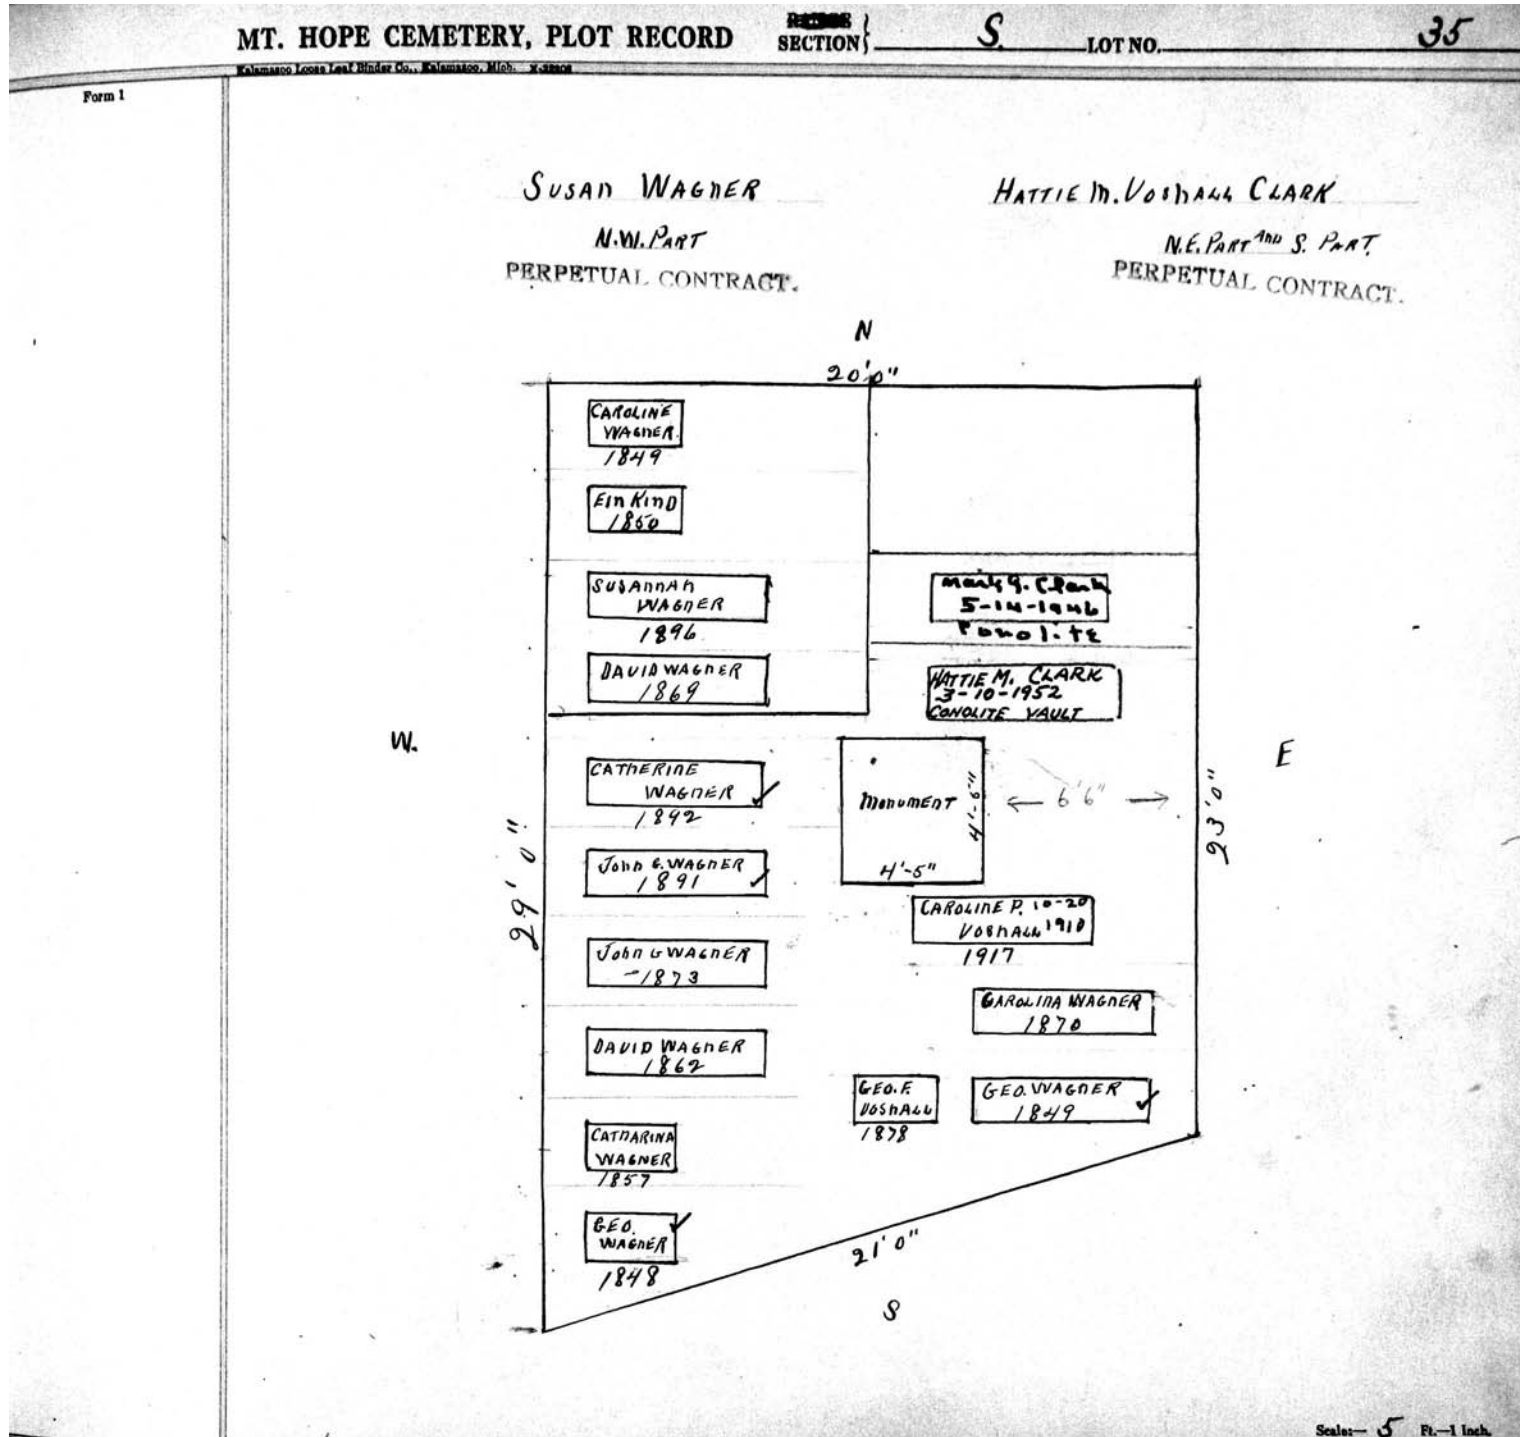 MT. HOPE CEMETERY, PLOT RECORD
SECTION} S. LOT NO. 35
Kalamazoo Loose Leaf Binder Co., Kalamazoo, Mich.
Form 1
SUSAN WAGNER
N.W. PART
PERPETUAL CONTRACT.
HATTIE M. VOSHALL CLARK
N.E. PART AND S. PART.
PERPETUAL CONTRACT.
N
20'0"
CAROLINE
WAGNER
1849
EIN KIND
1850
SUSANNAH
WAGNER
1896
DAVID WAGNER
1869
Mark G. Clark
5-14-1946
HATTIE M. CLARK
3-10-1952
CONOLITE VAULT
W.
E
29'0"
23'0"
CATHERINE
WAGNER
1892
MONUMENT
4'-5"
4'-5"
6'6"
JOHN G. WAGNER
1891
CAROLINE P. 10-20
VOSHALL 1910
1917
JOHN G WAGNER
-1873
CAROLINA WAGNER
1870
DAVID WAGNER
1862
GEO. F.
VOSHALL
1878
GEO. WAGNER
1849
CATHARINA
WAGNER
1857
GEO.
WAGNER
1848
21'0"
S
Scale:— 5 Ft.—1 Inch.